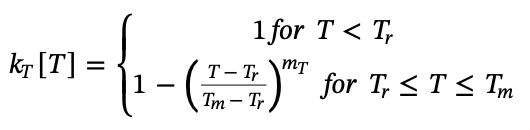 k_T[T] = { 1 for T < T_r
1 − ((T − T_r)/(T_m − T_r))^{m_T} for T_r ≤ T ≤ T_m